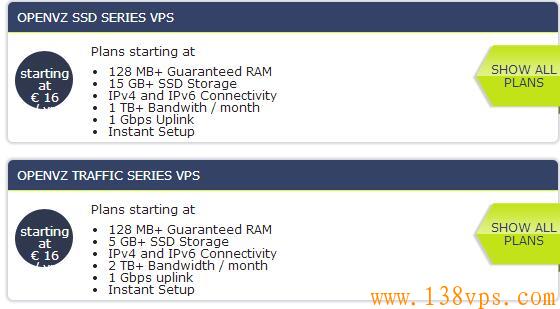 OPENVZ SSD SERIES VPS
starting
at
€ 16
Plans starting at
128 MB+ Guaranteed RAM
15 GB+ SSD Storage
IPv4 and IPv6 Connectivity
1 TB+ Bandwith / month
1 Gbps Uplink
Instant Setup
SHOW ALL
PLANS
OPENVZ TRAFFIC SERIES VPS
starting
at
€ 16
Plans starting at
128 MB+ Guaranteed RAM
5 GB+ SSD Storage
IPv4 and IPv6 Connectivity
2 TB+ Bandwidth / month
1 Gbps uplink
Instant Setup
SHOW ALL
PLANS
www.138vps.com